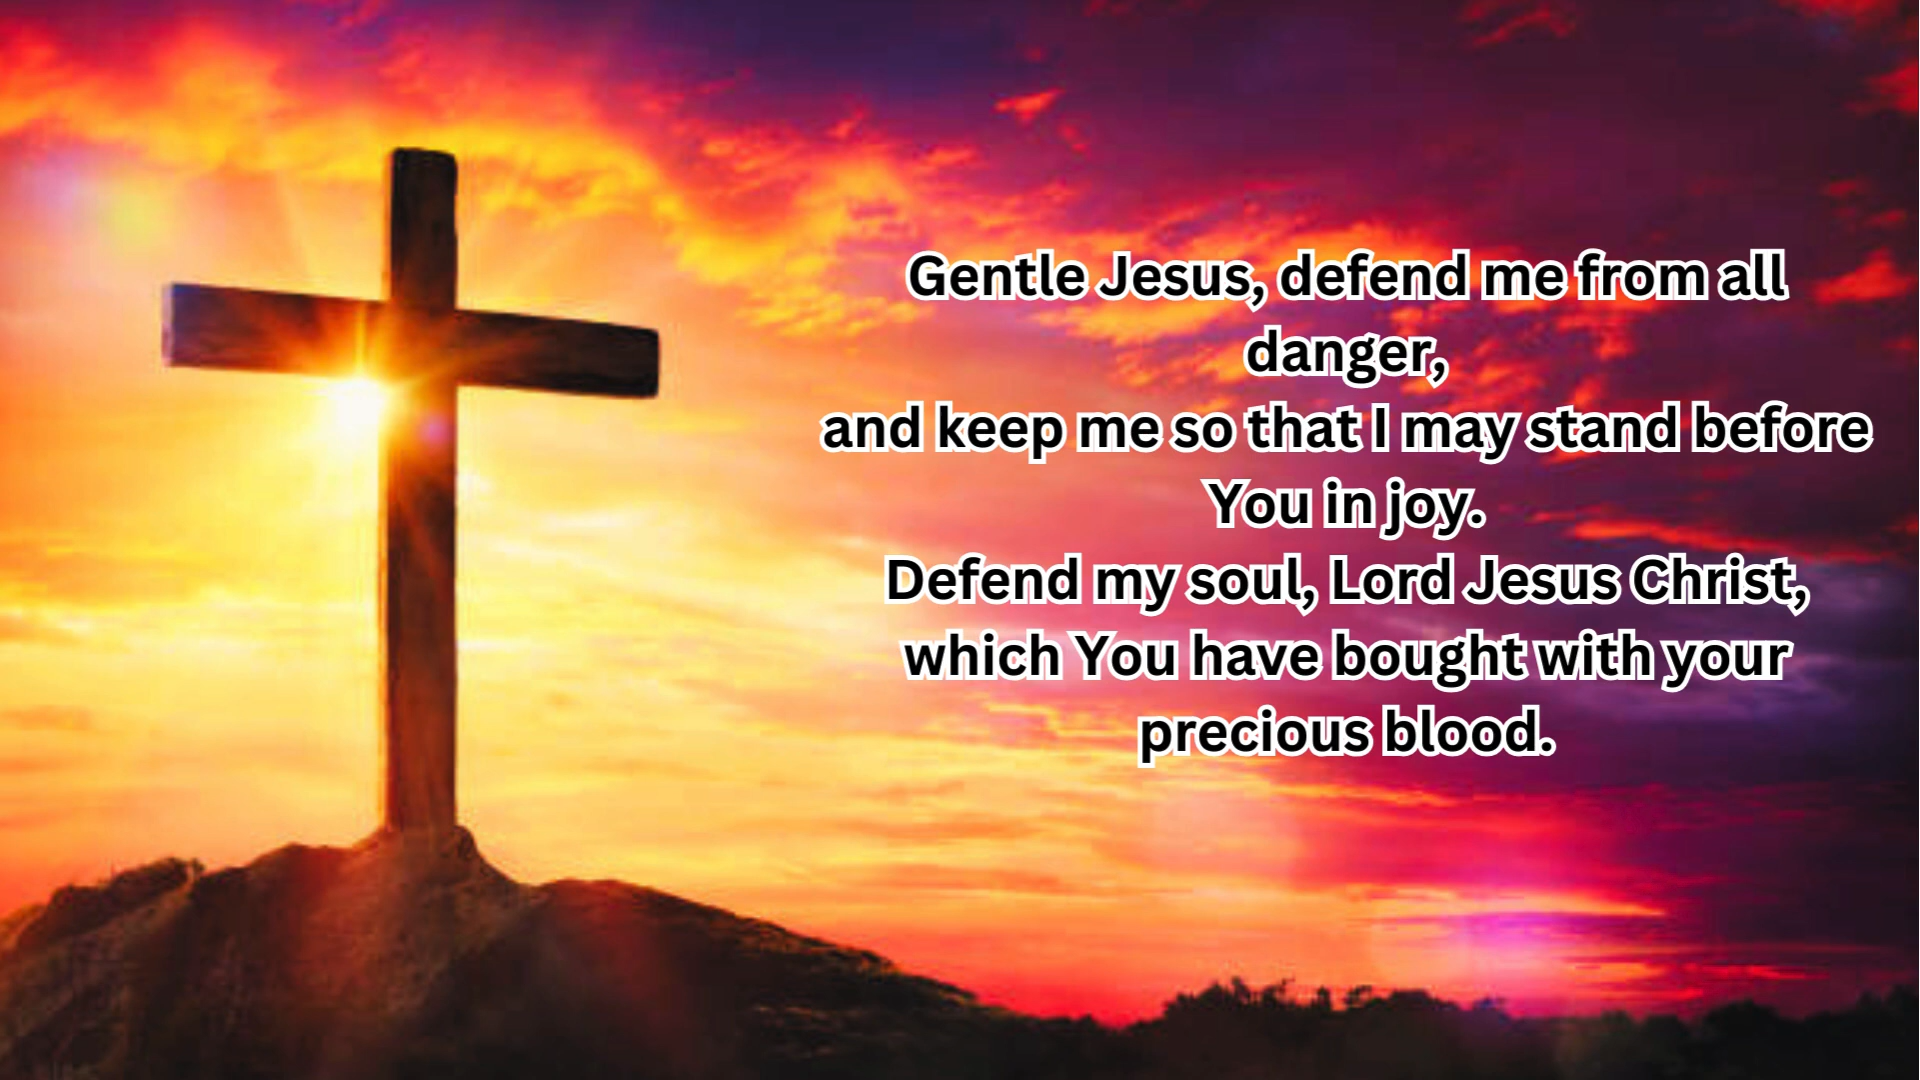 Gentle Jesus, defend me from all
danger,
and keep me so that I may stand before
You in joy.
Defend my soul, Lord Jesus Christ,
which You have bought with your
precious blood.